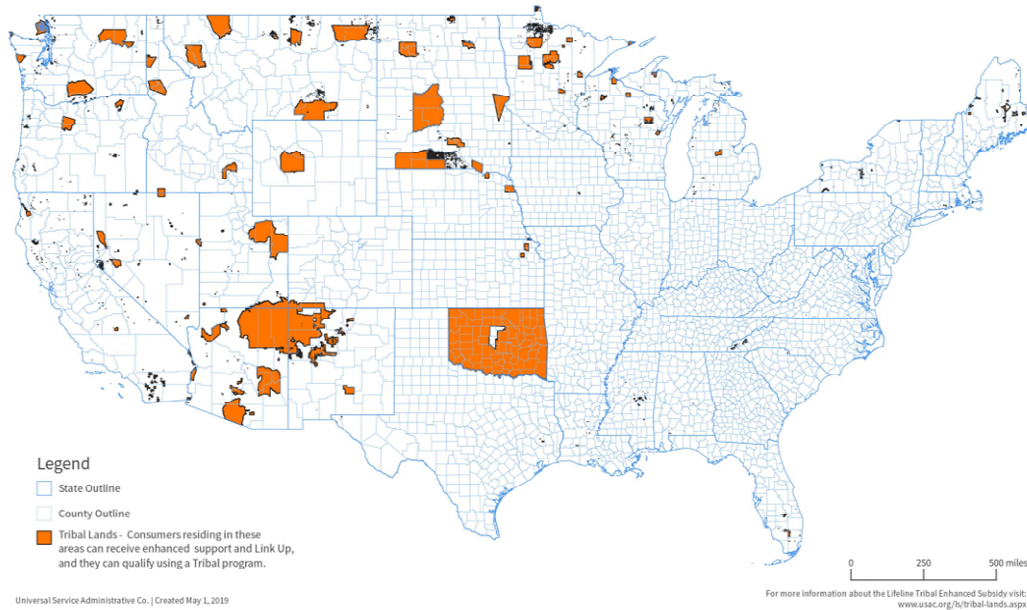 Legend
State Outline
County Outline
Tribal Lands - Consumers residing in these
areas can receive enhanced support and Link Up,
and they can qualify using a Tribal program.
0 250 500 miles
Universal Service Administrative Co. | Created May 1, 2019
For more information about the Lifeline Tribal Enhanced Subsidy visit:
www.usac.org/ls/tribal-lands.aspx